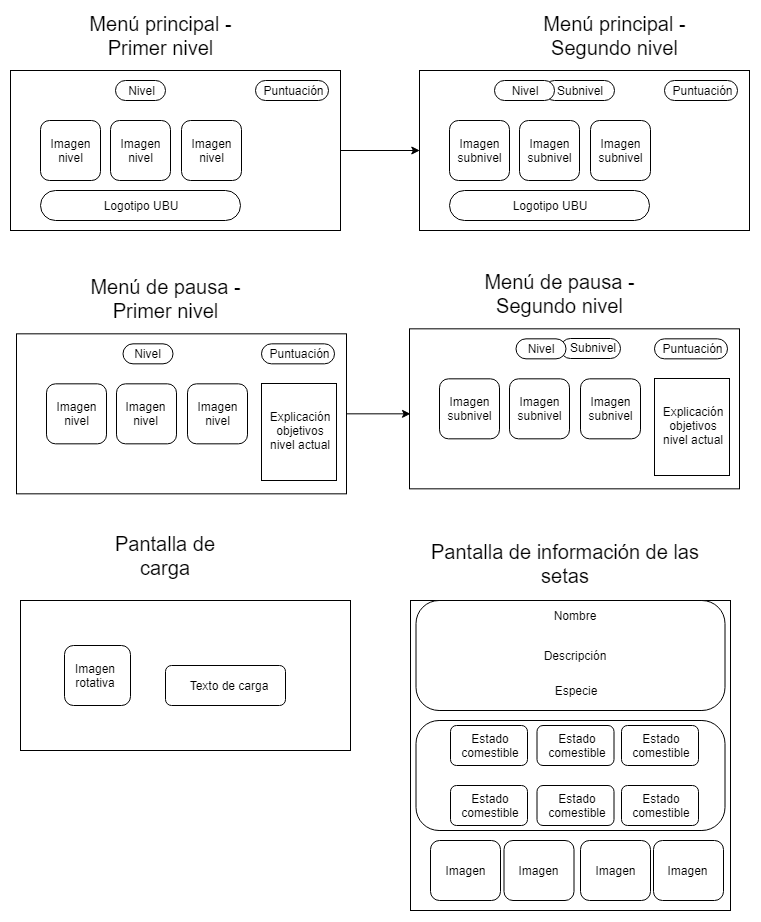 Menú principal -
Primer nivel
Nivel
Puntuación
Imagen
nivel
Imagen
nivel
Imagen
nivel
Logotipo UBU
Menú principal -
Segundo nivel
Nivel
Subnivel
Puntuación
Imagen
subnivel
Imagen
subnivel
Imagen
subnivel
Logotipo UBU
Menú de pausa -
Primer nivel
Nivel
Puntuación
Imagen
nivel
Imagen
nivel
Imagen
nivel
Explicación
objetivos
nivel actual
Menú de pausa -
Segundo nivel
Nivel
Subnivel
Puntuación
Imagen
subnivel
Imagen
subnivel
Imagen
subnivel
Explicación
objetivos
nivel actual
Pantalla de
carga
Imagen
rotativa
Texto de carga
Pantalla de información de las
setas
Nombre
Descripción
Especie
Estado
comestible
Estado
comestible
Estado
comestible
Estado
comestible
Estado
comestible
Estado
comestible
Imagen
Imagen
Imagen
Imagen